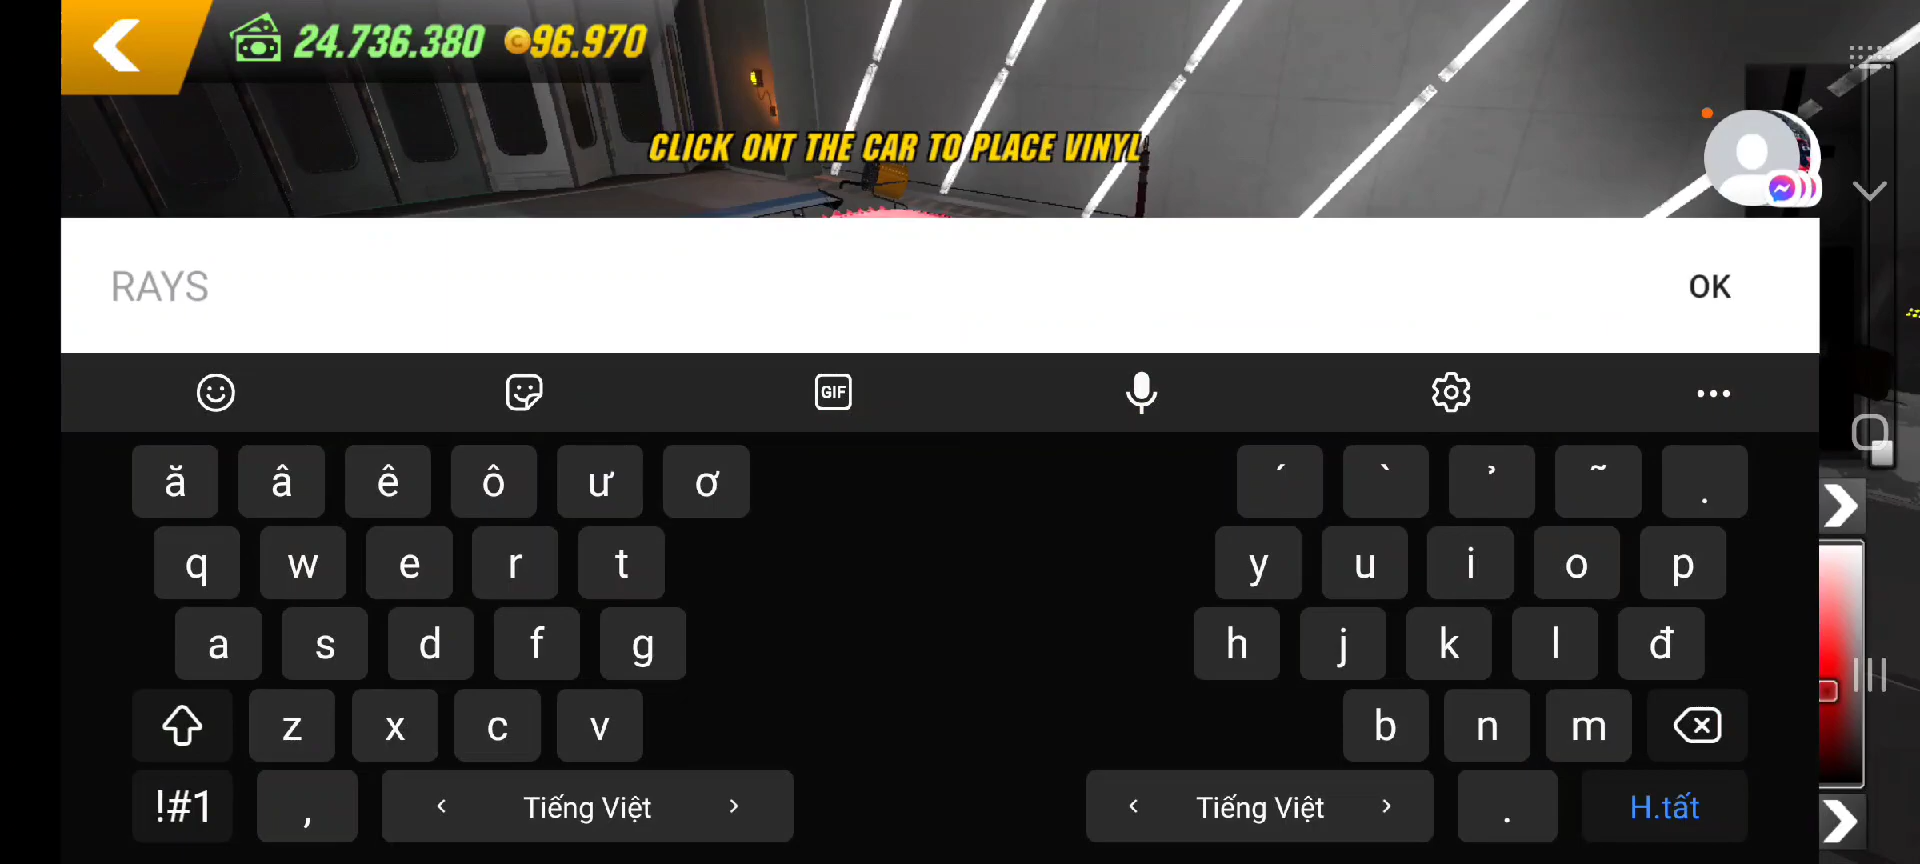 24.736.380 C96.970
CLICK ONT THE CAR TO PLACE VINYL
RAYS OK
GIF
ă â ê ô ư ơ ˊ ˋ ̉ ˜ .
q w e r t y u i o p
a s d f g h j k l đ
z x c v b n m
!#1 , < Tiếng Việt > < Tiếng Việt > . H.tất